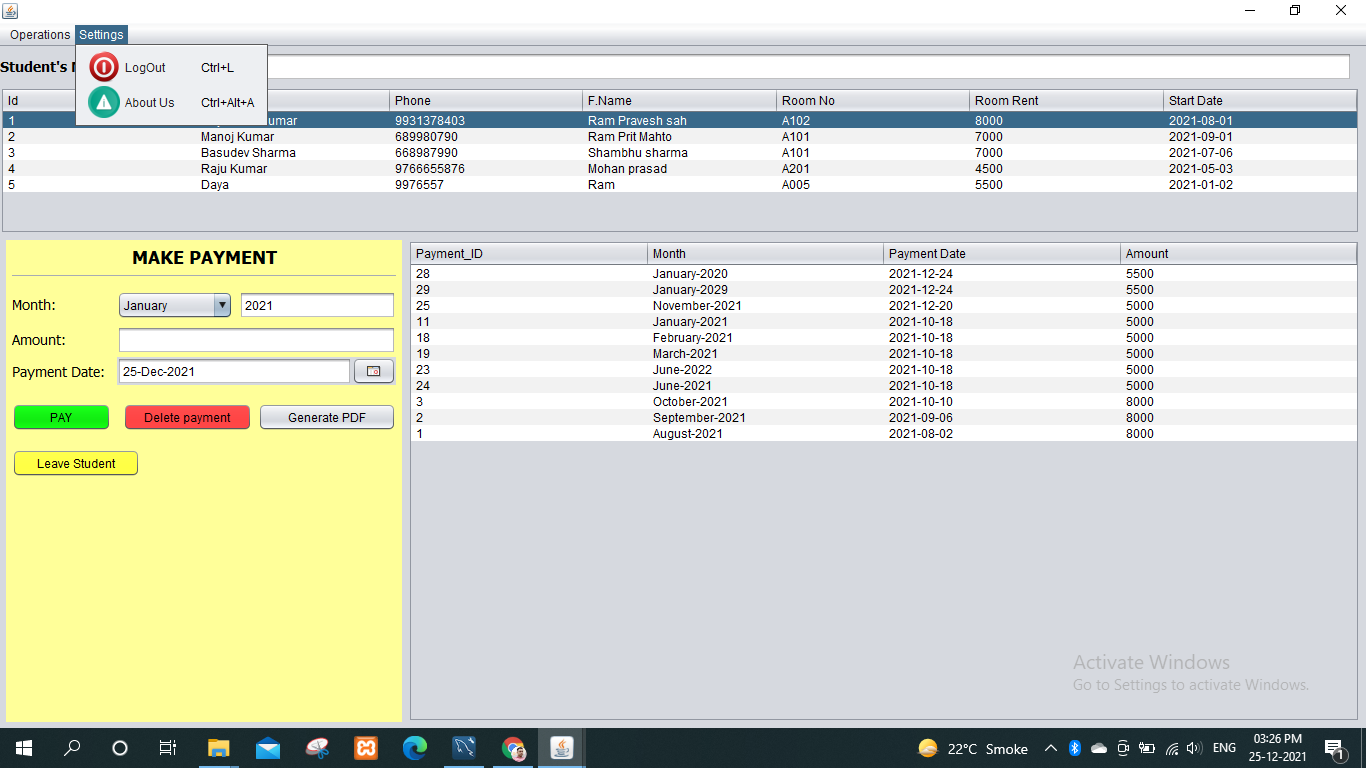 Operations Settings
LogOut Ctrl+L
About Us Ctrl+Alt+A
Student's
Id Phone F.Name Room No Room Rent Start Date
1 umar 9931378403 Ram Pravesh sah A102 8000 2021-08-01
2 Manoj Kumar 689980790 Ram Prit Mahto A101 7000 2021-09-01
3 Basudev Sharma 668987990 Shambhu sharma A101 7000 2021-07-06
4 Raju Kumar 9766655876 Mohan prasad A201 4500 2021-05-03
5 Daya 9976557 Ram A005 5500 2021-01-02
MAKE PAYMENT
Month: January 2021
Amount:
Payment Date: 25-Dec-2021
PAY Delete payment Generate PDF
Leave Student
Payment_ID Month Payment Date Amount
28 January-2020 2021-12-24 5500
29 January-2029 2021-12-24 5500
25 November-2021 2021-12-20 5000
11 January-2021 2021-10-18 5000
18 February-2021 2021-10-18 5000
19 March-2021 2021-10-18 5000
23 June-2022 2021-10-18 5000
24 June-2021 2021-10-18 5000
3 October-2021 2021-10-10 8000
2 September-2021 2021-09-06 8000
1 August-2021 2021-08-02 8000
Activate Windows
Go to Settings to activate Windows.
22°C Smoke ENG 03:26 PM
25-12-2021
1